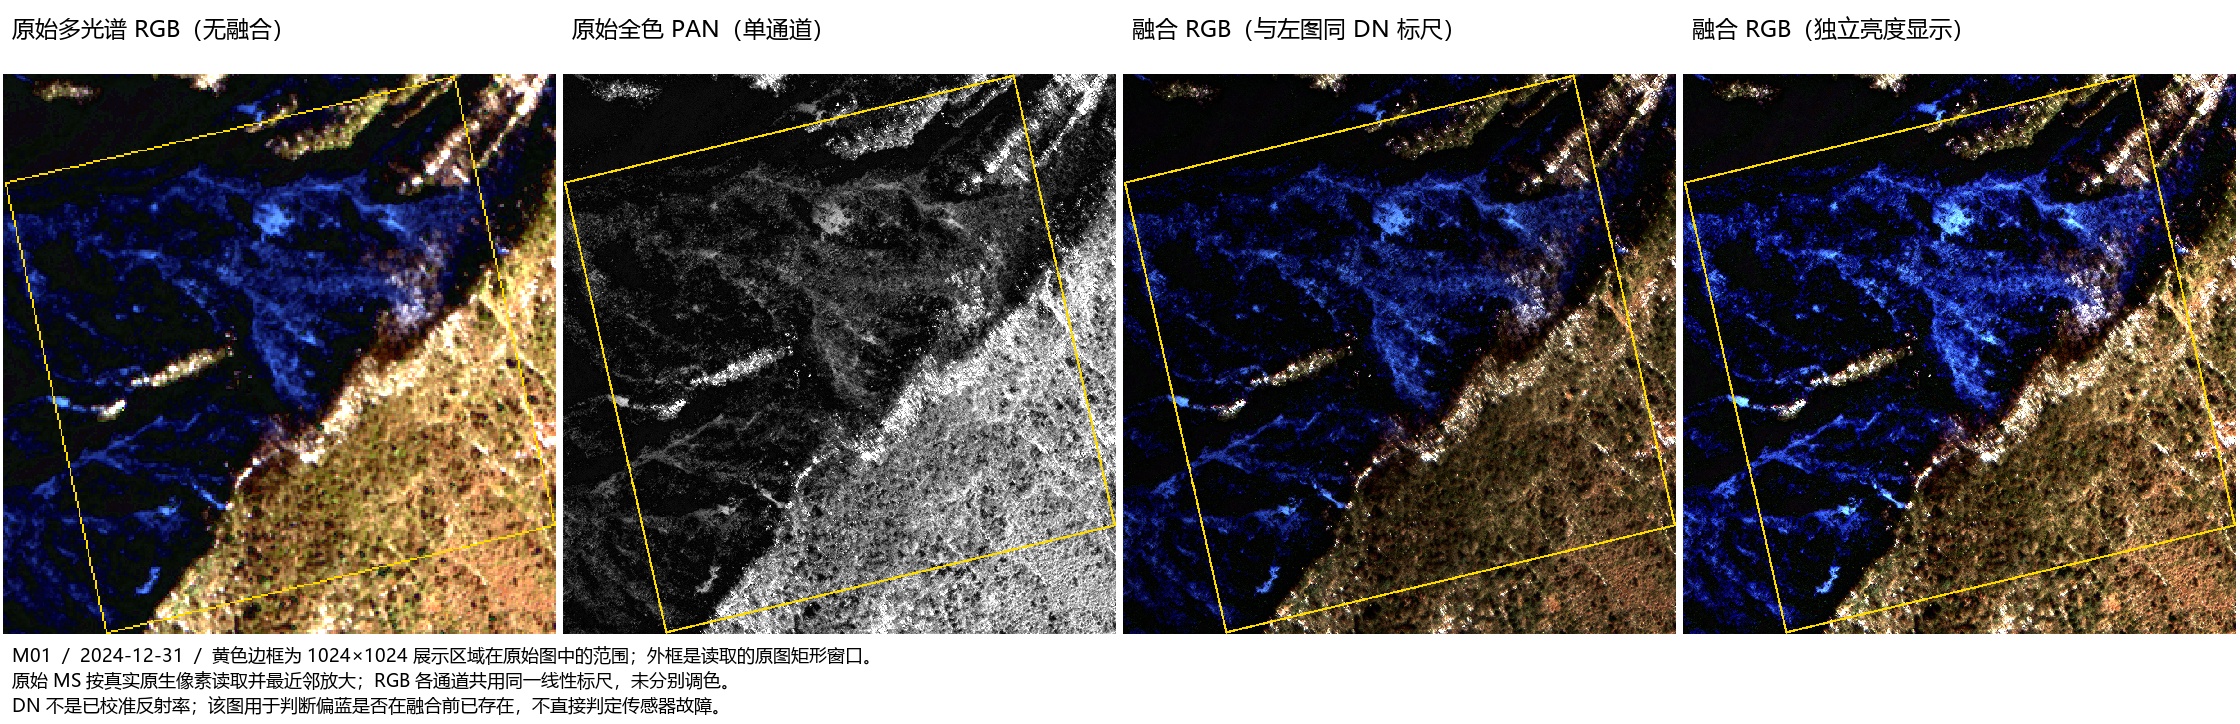 原始多光谱 RGB（无融合）
原始全色 PAN（单通道）
融合 RGB（与左图同 DN 标尺）
融合 RGB（独立亮度显示）
M01 / 2024-12-31 / 黄色边框为 1024×1024 展示区域在原始图中的范围；外框是读取的原图矩形窗口。
原始 MS 按真实原生像素读取并最近邻放大；RGB 各通道共用同一线性标尺，未分别调色。
DN 不是已校准反射率；该图用于判断偏蓝是否在融合前已存在，不直接判定传感器故障。